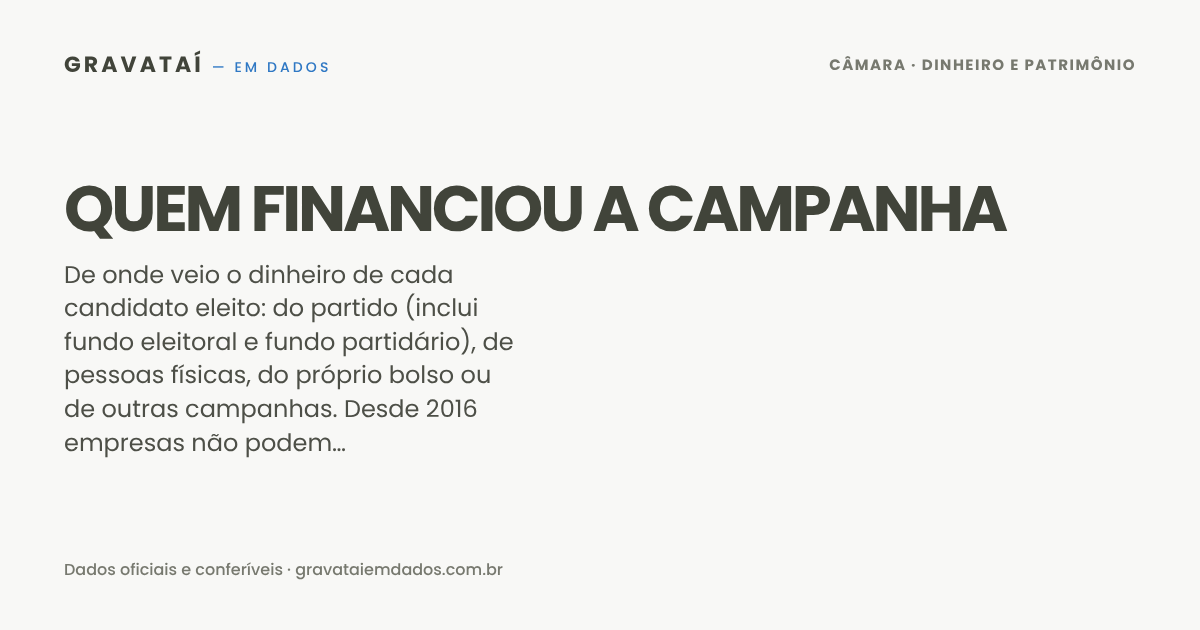 GRAVATAÍ — EM DADOS
CÂMARA · DINHEIRO E PATRIMÔNIO
QUEM FINANCIOU A CAMPANHA
De onde veio o dinheiro de cada
candidato eleito: do partido (inclui
fundo eleitoral e fundo partidário), de
pessoas físicas, do próprio bolso ou
de outras campanhas. Desde 2016
empresas não podem…
Dados oficiais e conferíveis · gravataiemdados.com.br